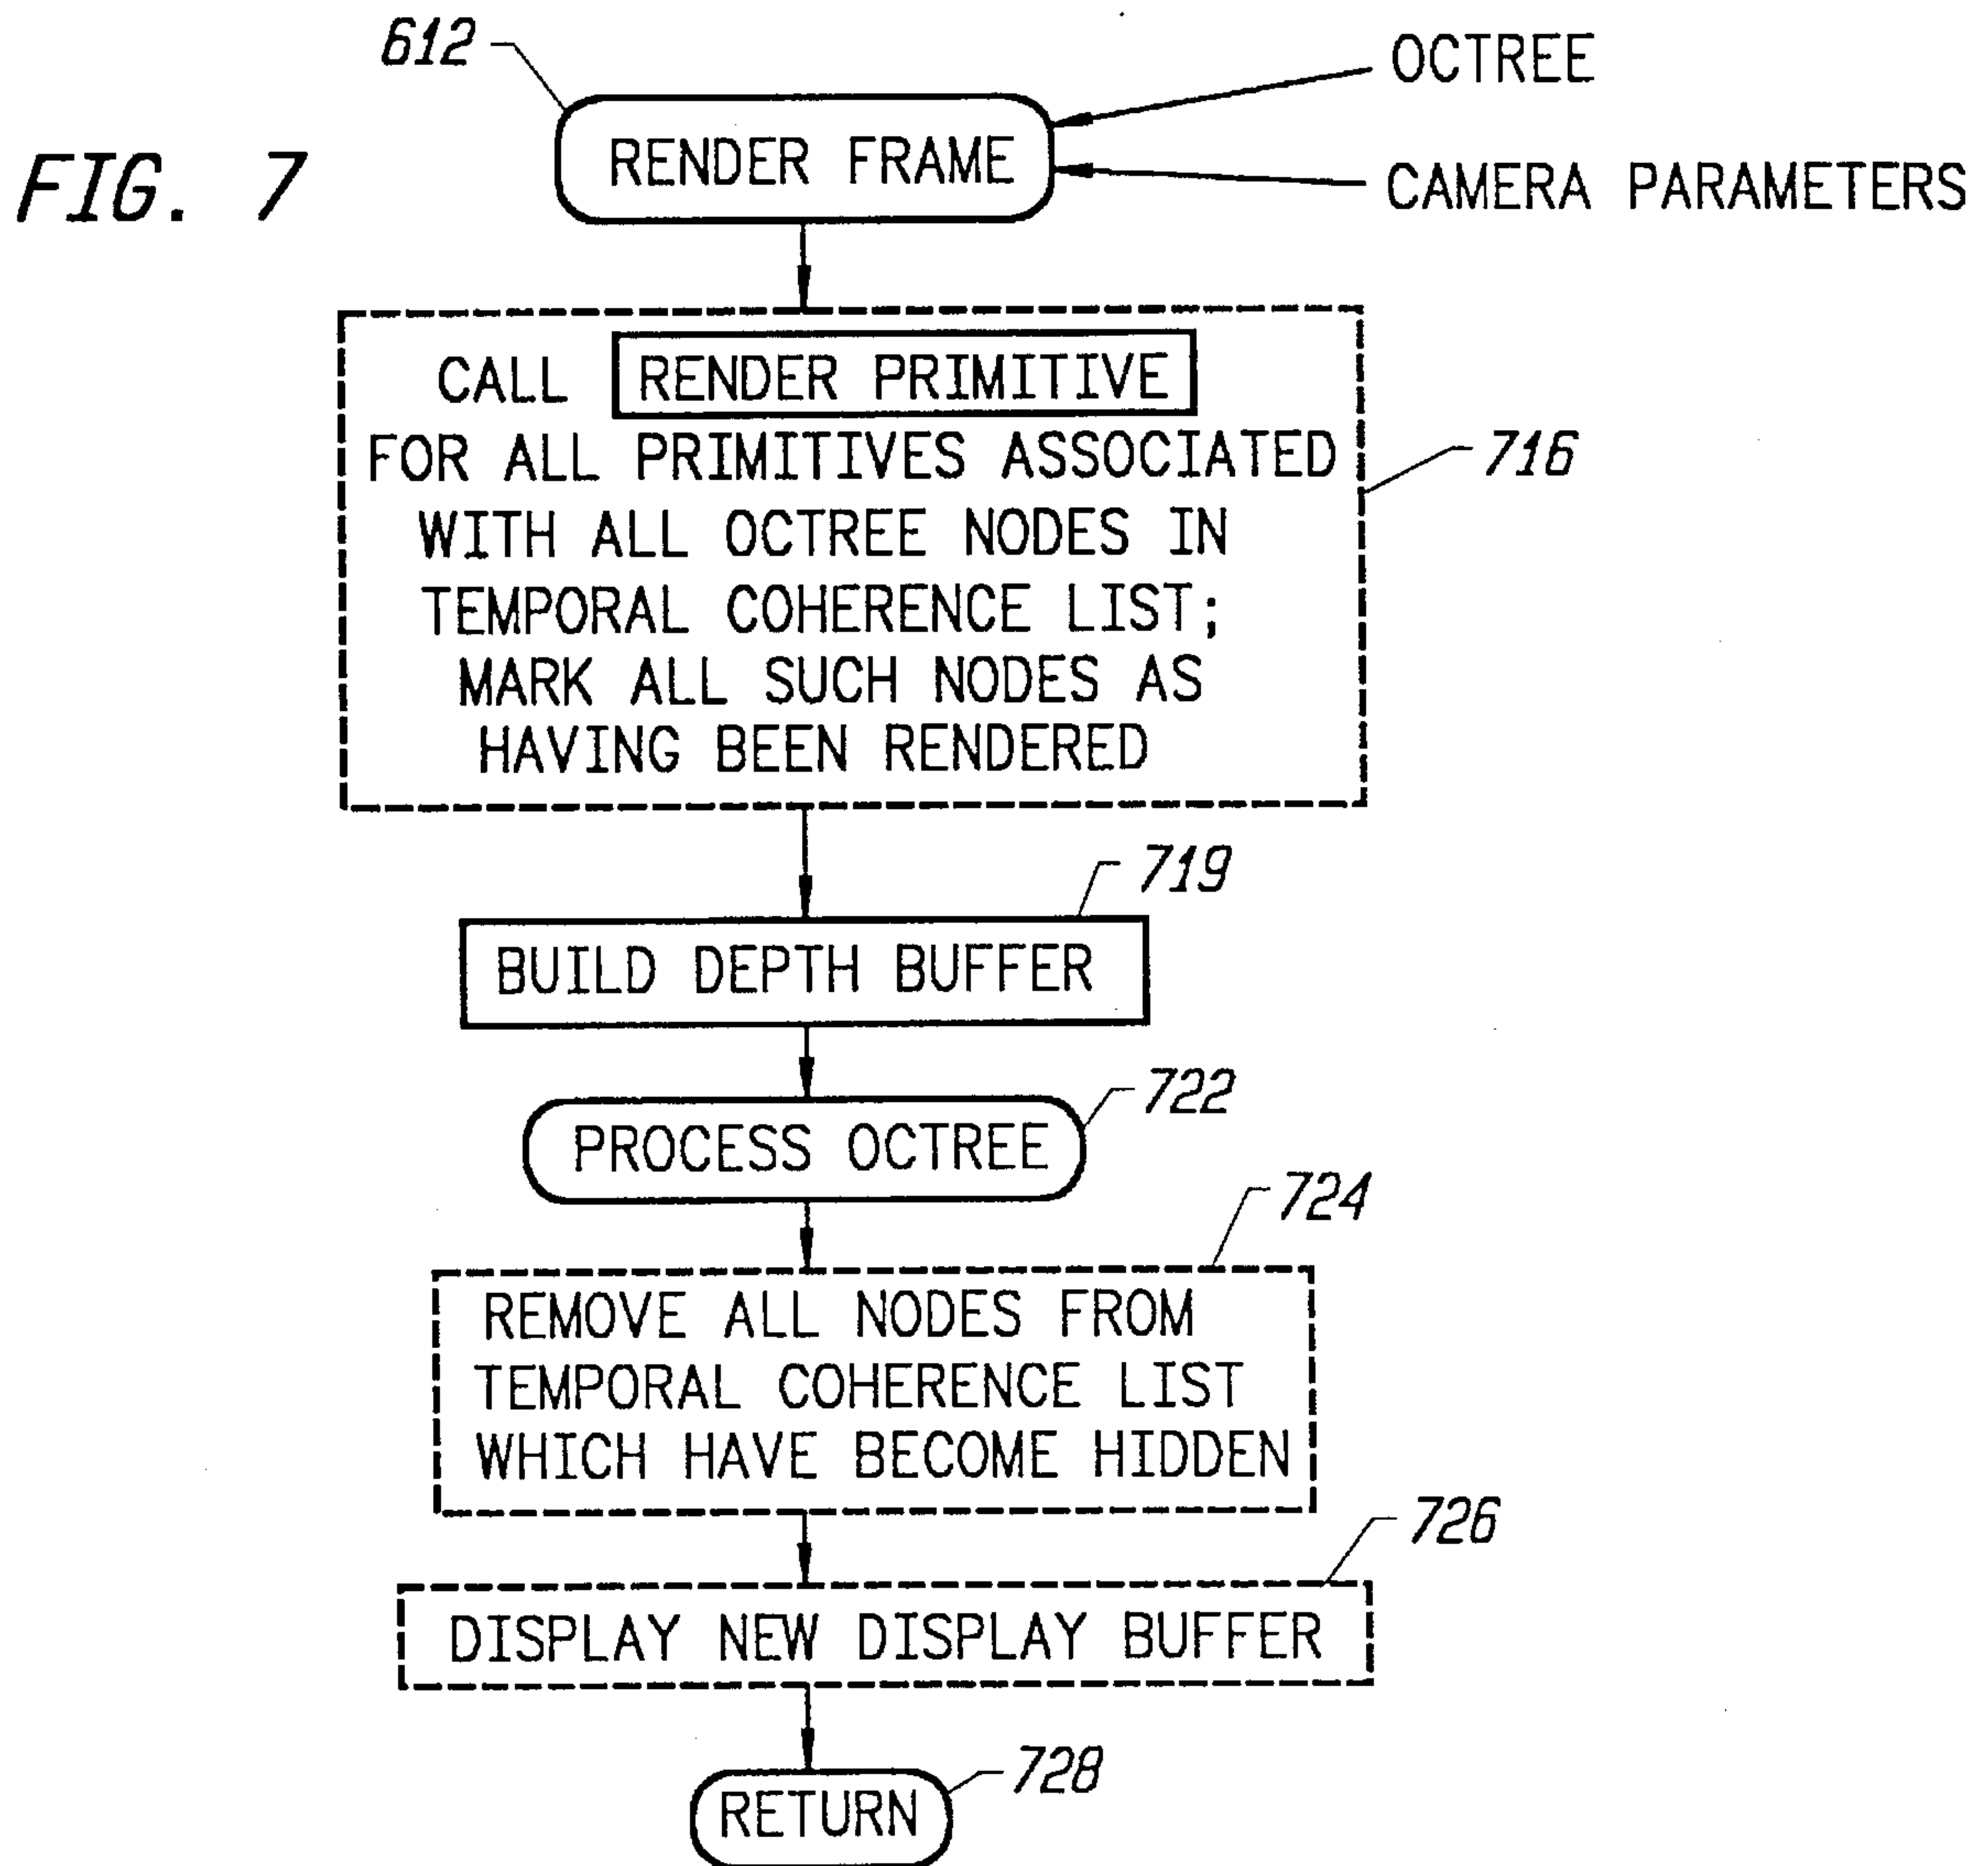 612
OCTREE
FIG. 7
RENDER FRAME
CAMERA PARAMETERS
CALL RENDER PRIMITIVE
FOR ALL PRIMITIVES ASSOCIATED
WITH ALL OCTREE NODES IN
TEMPORAL COHERENCE LIST;
MARK ALL SUCH NODES AS
HAVING BEEN RENDERED
716
719
BUILD DEPTH BUFFER
722
PROCESS OCTREE
724
REMOVE ALL NODES FROM
TEMPORAL COHERENCE LIST
WHICH HAVE BECOME HIDDEN
726
DISPLAY NEW DISPLAY BUFFER
728
RETURN